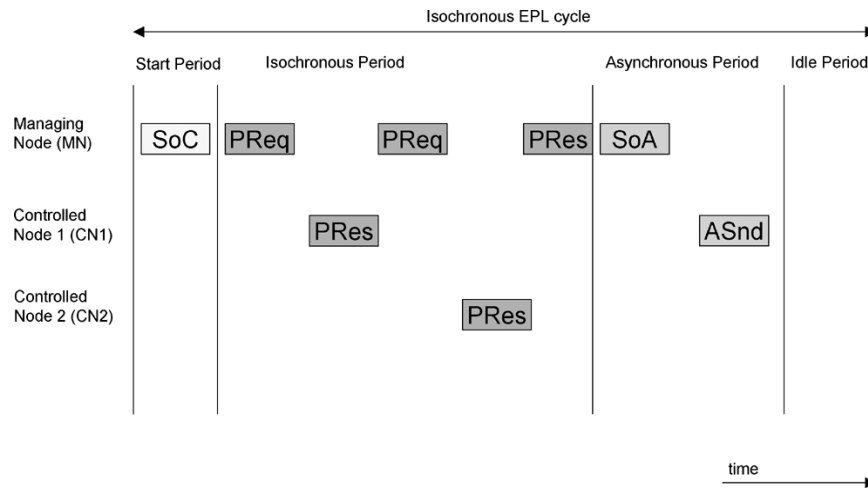 Isochronous EPL cycle
Start Period Isochronous Period Asynchronous Period Idle Period
Managing
Node (MN)
SoC PReq PReq PRes SoA
Controlled
Node 1 (CN1)
PRes ASnd
Controlled
Node 2 (CN2)
PRes
time